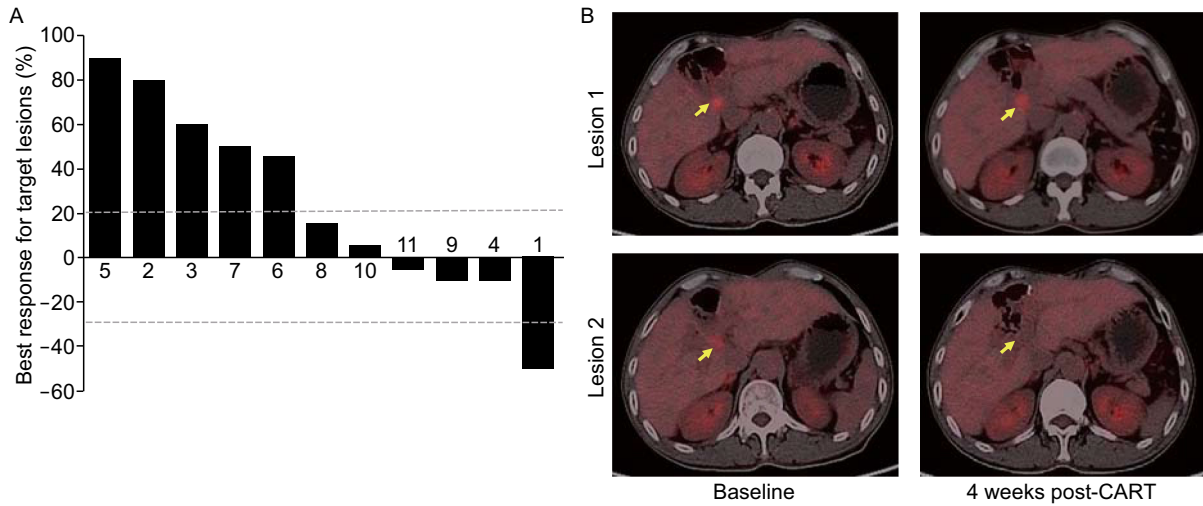 A
Best response for target lesions (%)
100
80
60
40
20
0
−20
−40
−60
5 2 3 7 6 8 10 11 9 4 1
B
Lesion 1
Lesion 2
Baseline
4 weeks post-CART